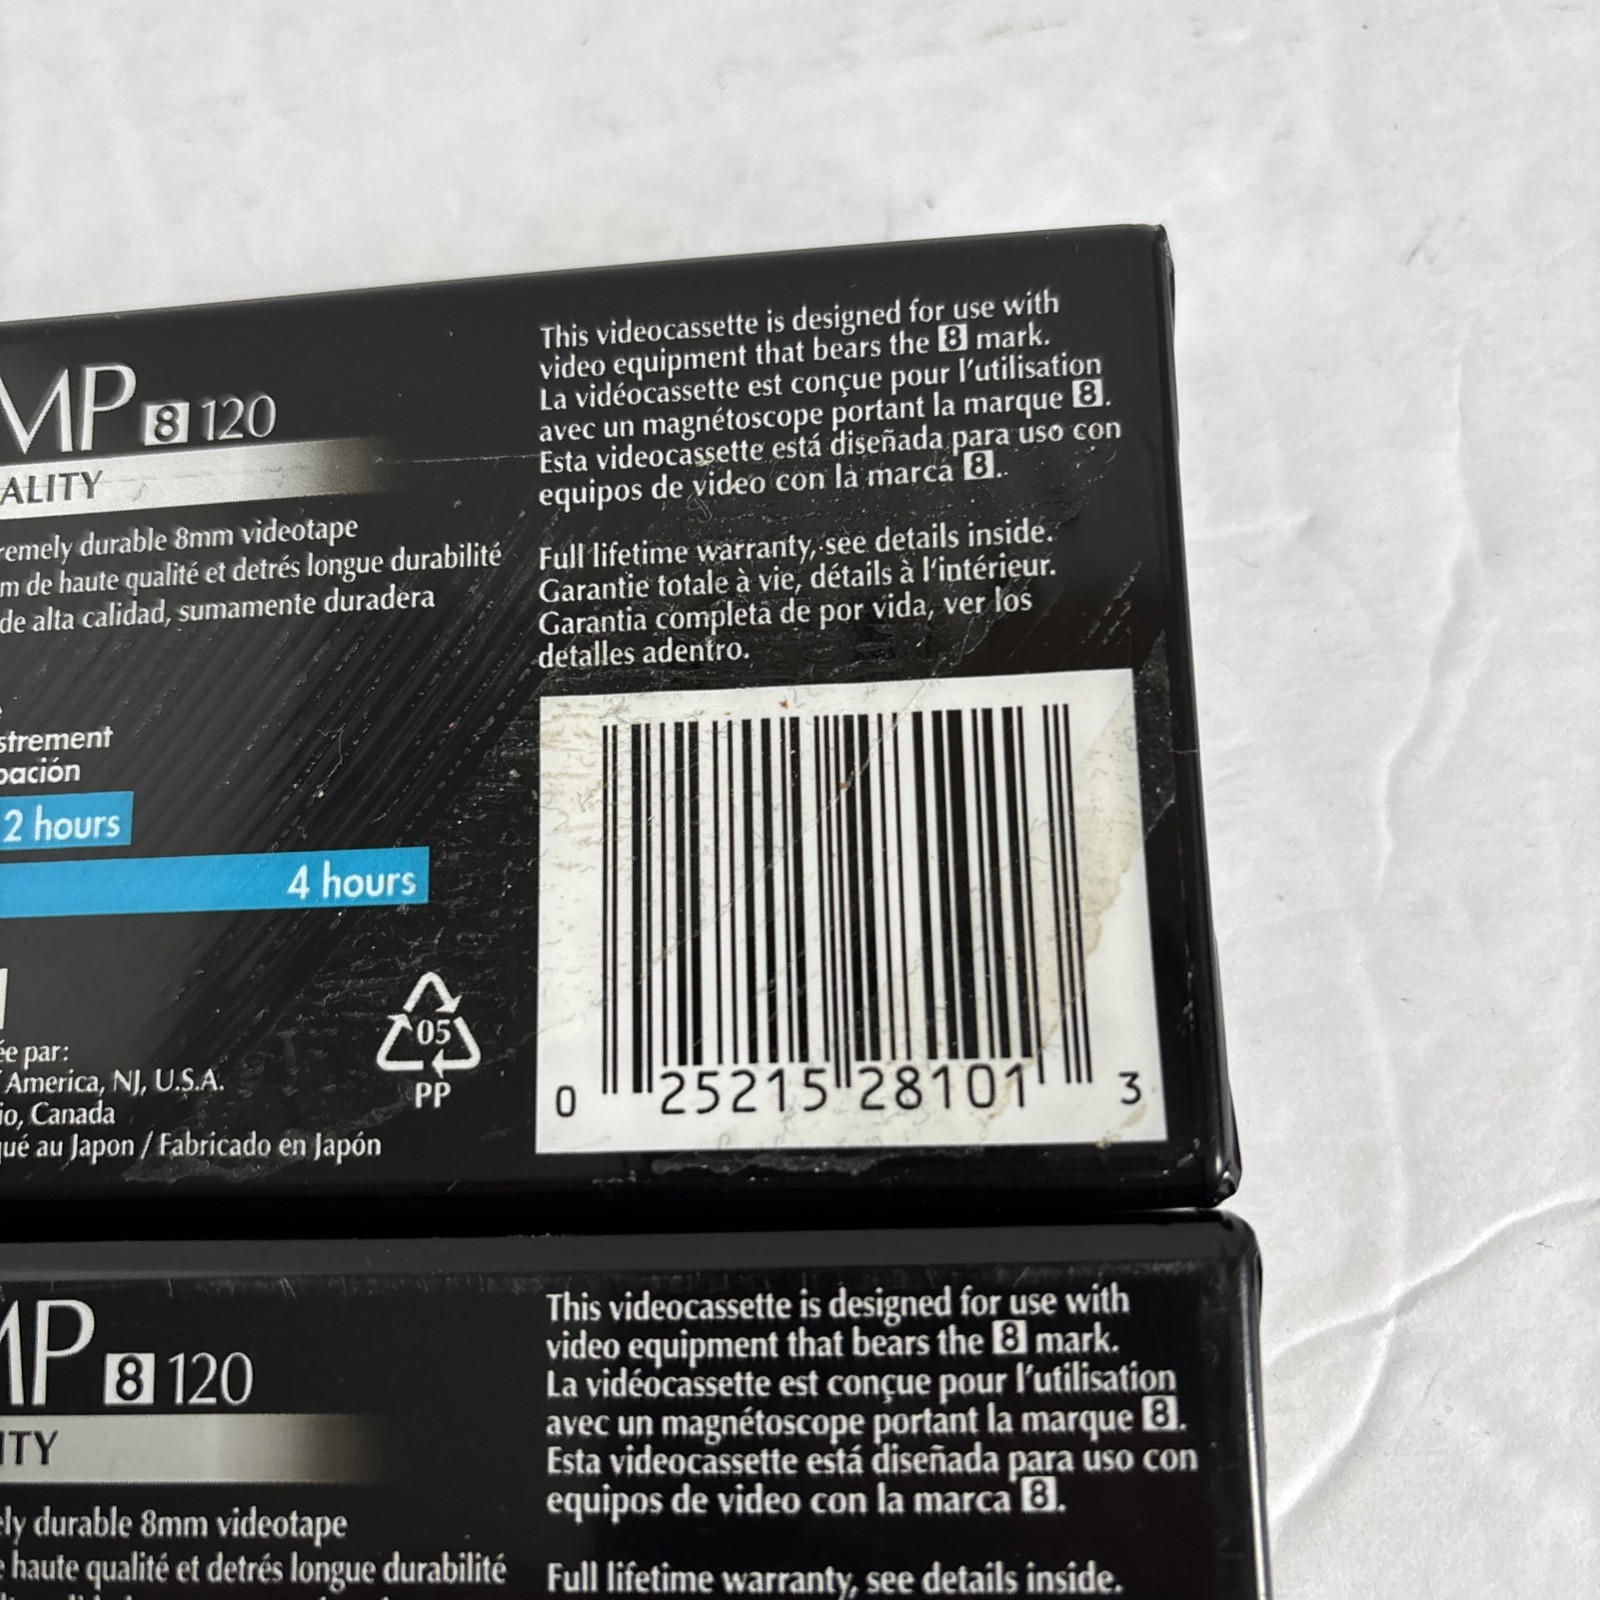 MP 8 120
ALITY
remely durable 8mm videotape
m de haute qualité et detrés longue durabilité
de alta calidad, sumamente duradera
strement
pación
2 hours
4 hours
ée par:
America, NJ, U.S.A.
io, Canada
qué au Japon / Fabricado en Japón
05
PP
This videocassette is designed for use with
video equipment that bears the 8 mark.
La vidéocassette est conçue pour l'utilisation
avec un magnétoscope portant la marque 8.
Esta videocassette está diseñada para uso con
equipos de video con la marca 8.
Full lifetime warranty, see details inside.
Garantie totale à vie, détails à l'intérieur.
Garantia completa de por vida, ver los
detalles adentro.
0 25215 28101 3
MP 8 120
ITY
ely durable 8mm videotape
e haute qualité et detrés longue durabilité
This videocassette is designed for use with
video equipment that bears the 8 mark.
La vidéocassette est conçue pour l'utilisation
avec un magnétoscope portant la marque 8.
Esta videocassette está diseñada para uso con
equipos de video con la marca 8.
Full lifetime warranty, see details inside.